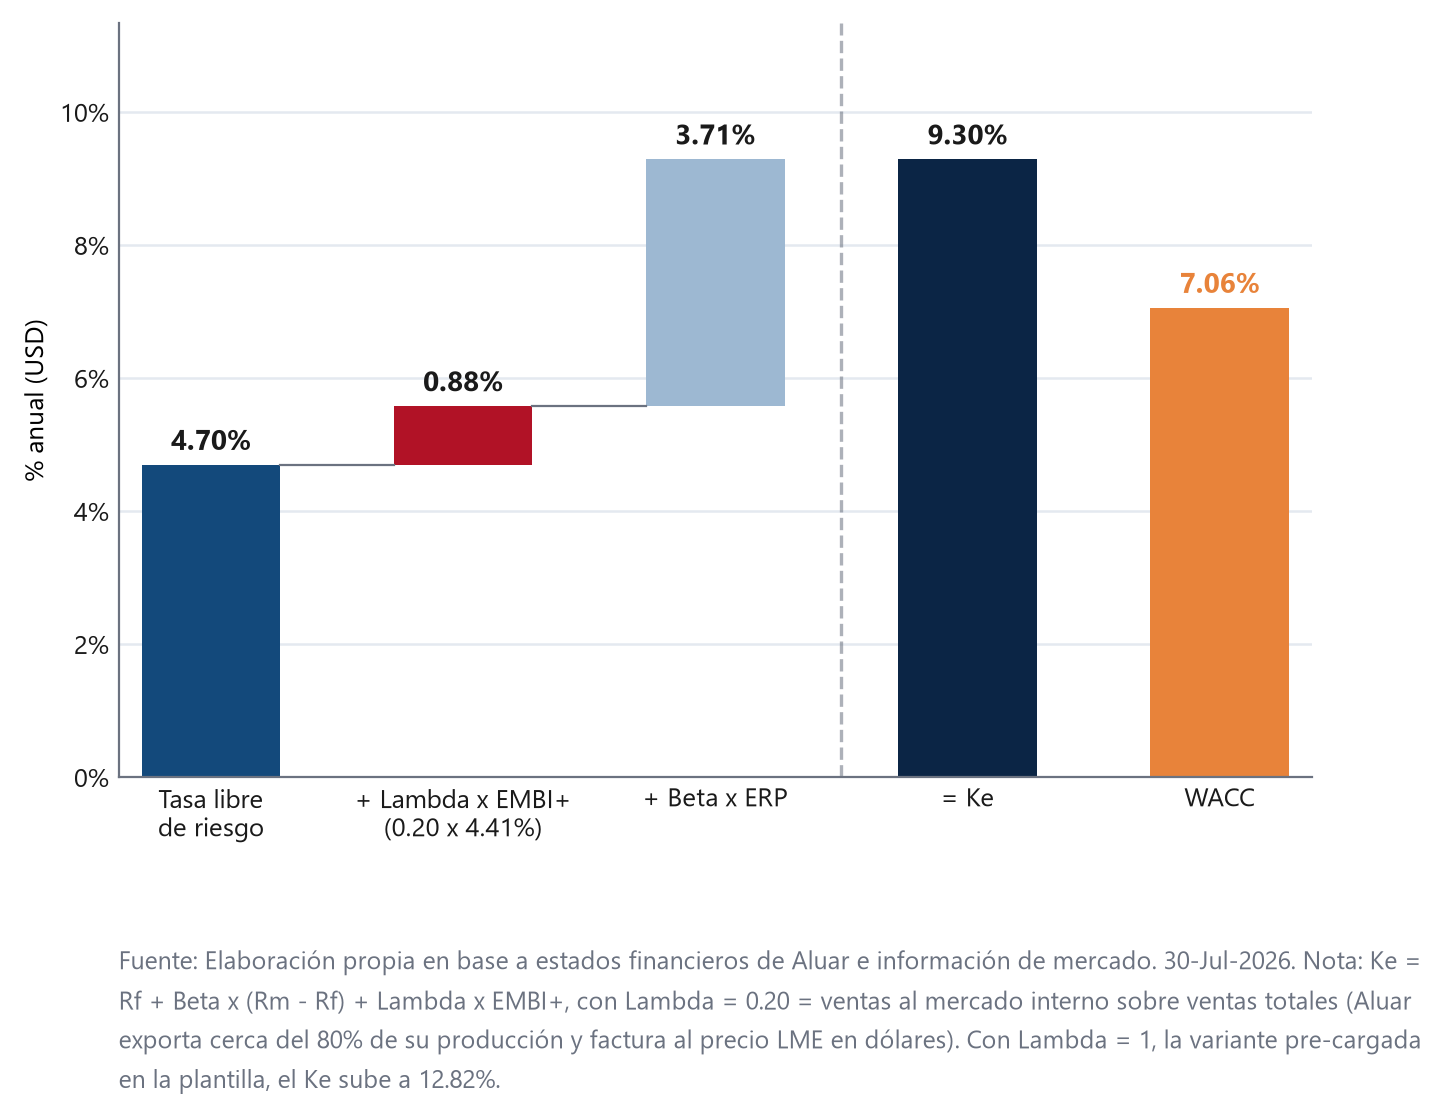 % anual (USD)
10%
8%
6%
4%
2%
0%
4.70%
0.88%
3.71%
9.30%
7.06%
Tasa libre
de riesgo
+ Lambda x EMBI+
(0.20 x 4.41%)
+ Beta x ERP
= Ke
WACC
Fuente: Elaboración propia en base a estados financieros de Aluar e información de mercado. 30-Jul-2026. Nota: Ke =
Rf + Beta x (Rm - Rf) + Lambda x EMBI+, con Lambda = 0.20 = ventas al mercado interno sobre ventas totales (Aluar
exporta cerca del 80% de su producción y factura al precio LME en dólares). Con Lambda = 1, la variante pre-cargada
en la plantilla, el Ke sube a 12.82%.